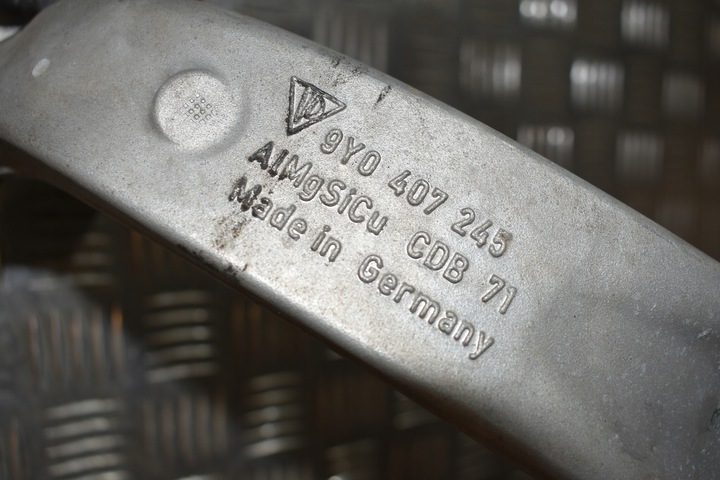 9Y0 407 245
AlMgSiCu CDB 71
Made in Germany